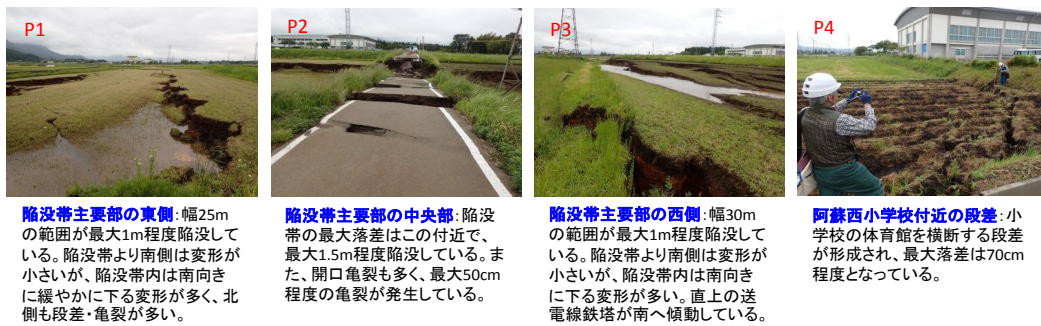 P1
P2
P3
P4
陥没帯主要部の東側:幅25m
の範囲が最大1m程度陥没して
いる。陥没帯より南側は変形が
小さいが、陥没帯内は南向き
に緩やかに下る変形が多く、北
側も段差・亀裂が多い。
陥没帯主要部の中央部:陥没
帯の最大落差はこの付近で、
最大1.5m程度陥没している。ま
た、開口亀裂も多く、最大50cm
程度の亀裂が発生している。
陥没帯主要部の西側:幅30m
の範囲が最大1m程度陥没して
いる。陥没帯より南側は変形が
小さいが、陥没帯内は南向き
に下る変形が多い。直上の送
電線鉄塔が南へ傾動している。
阿蘇西小学校付近の段差:小
学校の体育館を横断する段差
が形成され、最大落差は70cm
程度となっている。